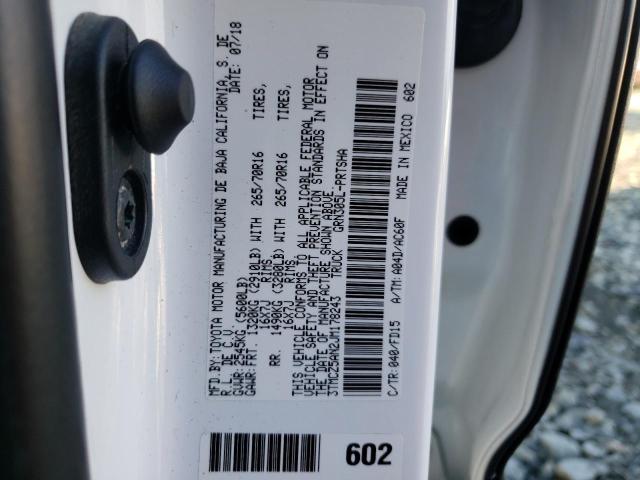 MFD. BY:TOYOTA MOTOR MANUFACTURING DE BAJA CALIFORNIA, S. DE
R. L. DE C. V. DATE: 07/18
GVWR: 2545KG (5600LB)
GAWR: FRT. 1320KG (2910LB) WITH 265/70R16 TIRES,
16X7J RIMS,
RR. 1490KG (3280LB) WITH 265/70R16 TIRES,
16X7J RIMS
THIS VEHICLE CONFORMS TO ALL APPLICABLE FEDERAL MOTOR
VEHICLE SAFETY AND THEFT PREVENTION STANDARDS IN EFFECT ON
THE DATE OF MANUFACTURE SHOWN ABOVE.
3TMCZ5AN2JM178243 TRUCK GRN305L-PRTSHA
C/TR:040/FD15 A/TM:A04D/AC60F MADE IN MEXICO 602
602